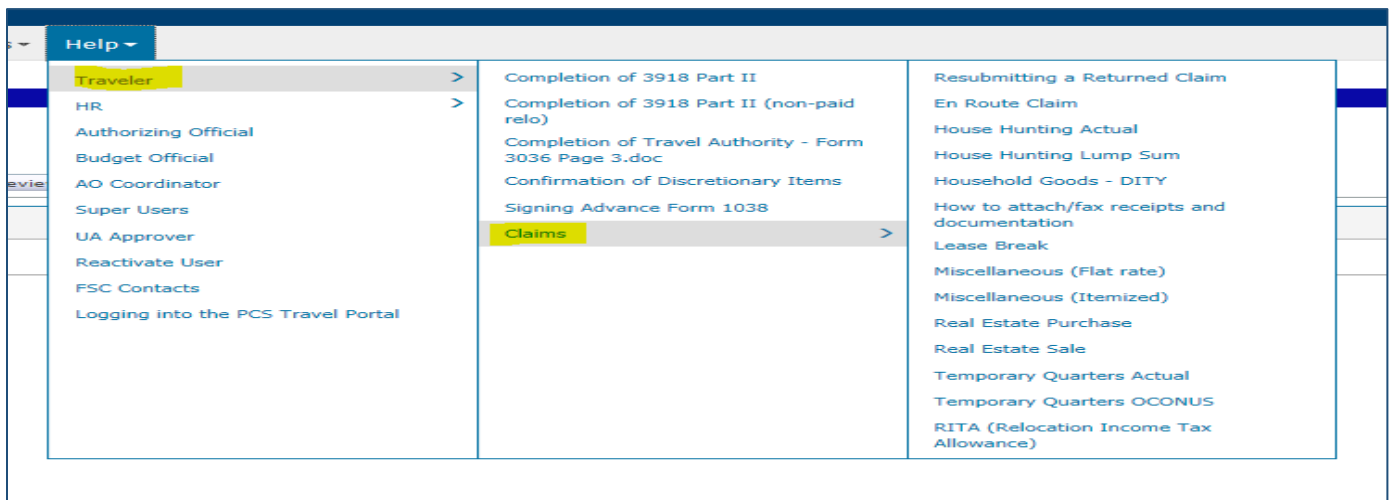 Help
Traveler
HR
Authorizing Official
Budget Official
AO Coordinator
Super Users
UA Approver
Reactivate User
FSC Contacts
Logging into the PCS Travel Portal
Completion of 3918 Part II
Completion of 3918 Part II (non-paid
relo)
Completion of Travel Authority - Form
3036 Page 3.doc
Confirmation of Discretionary Items
Signing Advance Form 1038
Claims
Resubmitting a Returned Claim
En Route Claim
House Hunting Actual
House Hunting Lump Sum
Household Goods - DITY
How to attach/fax receipts and
documentation
Lease Break
Miscellaneous (Flat rate)
Miscellaneous (Itemized)
Real Estate Purchase
Real Estate Sale
Temporary Quarters Actual
Temporary Quarters OCONUS
RITA (Relocation Income Tax
Allowance)